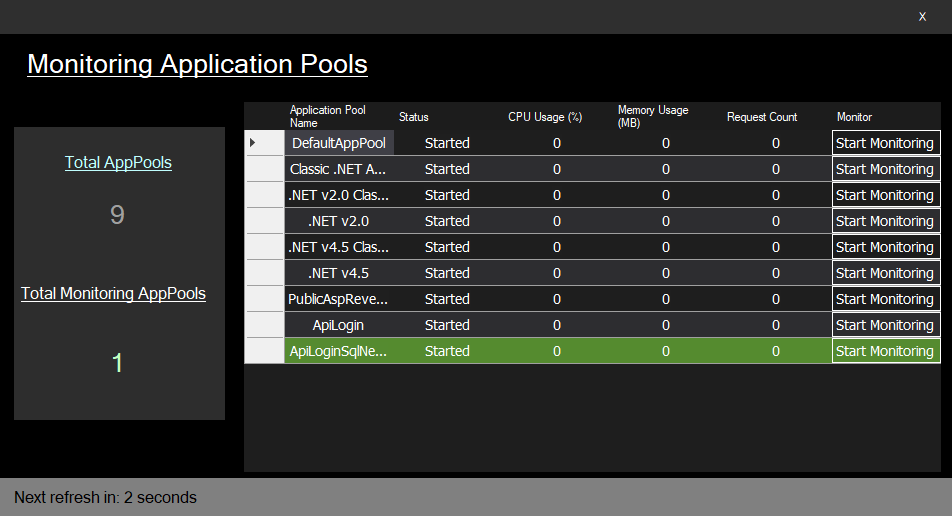 X
Monitoring Application Pools
Total AppPools
9
Total Monitoring AppPools
1
Application Pool Name Status CPU Usage (%) Memory Usage (MB) Request Count Monitor
DefaultAppPool Started 0 0 0 Start Monitoring
Classic .NET A... Started 0 0 0 Start Monitoring
.NET v2.0 Clas... Started 0 0 0 Start Monitoring
.NET v2.0 Started 0 0 0 Start Monitoring
.NET v4.5 Clas... Started 0 0 0 Start Monitoring
.NET v4.5 Started 0 0 0 Start Monitoring
PublicAspReve... Started 0 0 0 Start Monitoring
ApiLogin Started 0 0 0 Start Monitoring
ApiLoginSqlNe... Started 0 0 0 Start Monitoring
Next refresh in: 2 seconds